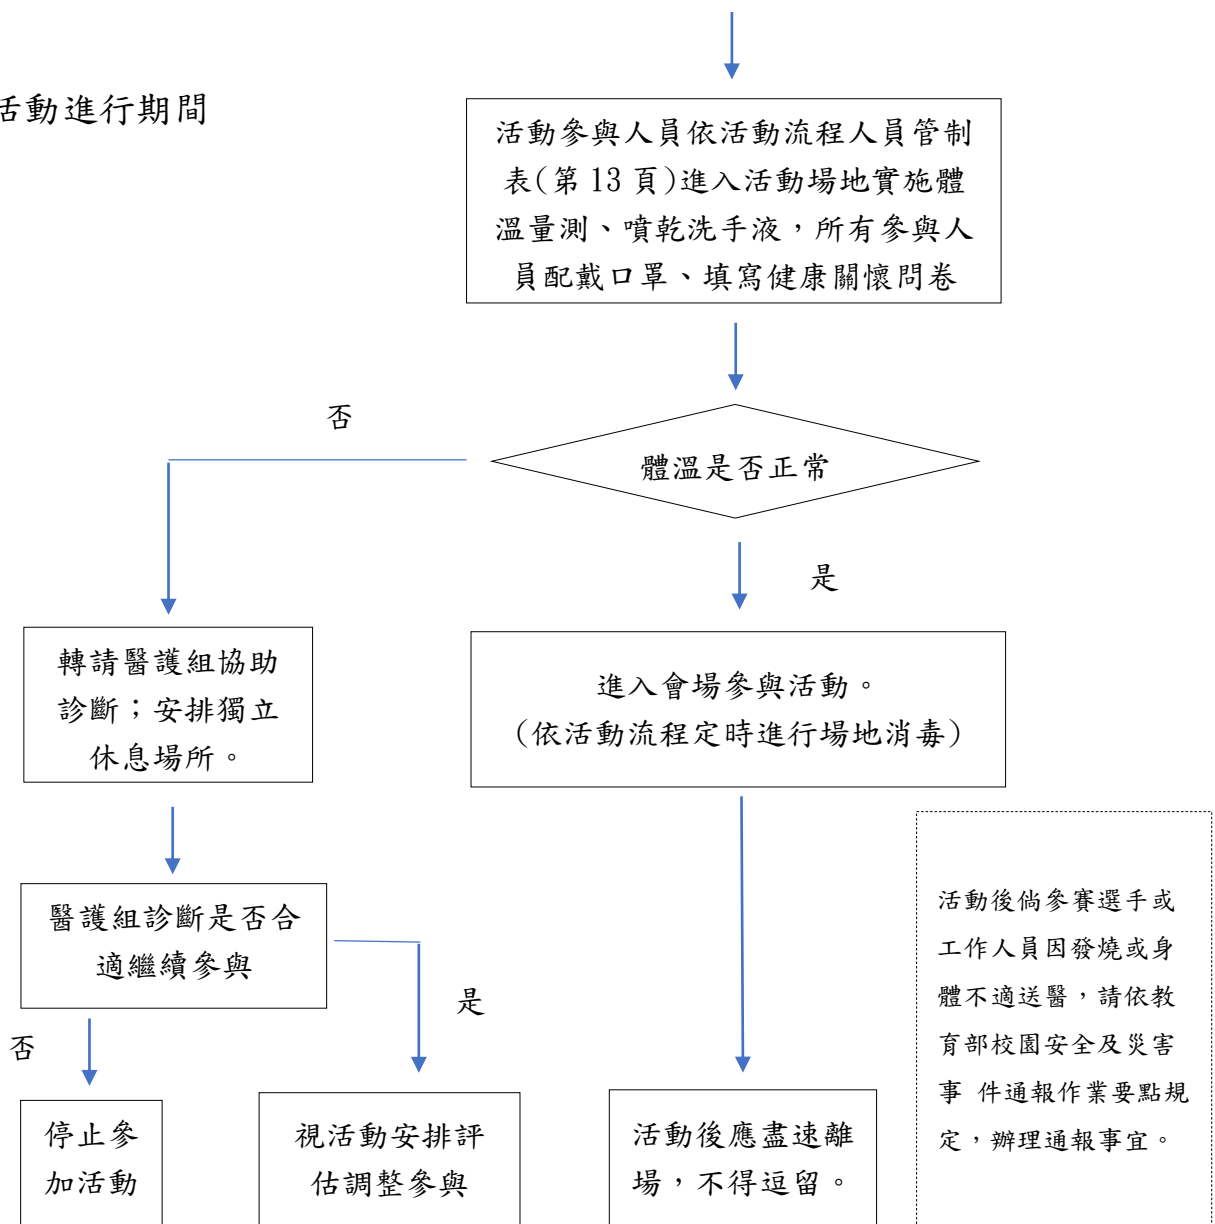 活動進行期間
活動參與人員依活動流程人員管制
表(第 13 頁)進入活動場地實施體
溫量測、噴乾洗手液，所有參與人
員配戴口罩、填寫健康關懷問卷
否
體溫是否正常
是
轉請醫護組協助
診斷；安排獨立
休息場所。
進入會場參與活動。
(依活動流程定時進行場地消毒)
醫護組診斷是否合
適繼續參與
是
否
停止參
加活動
視活動安排評
估調整參與
活動後應盡速離
場，不得逗留。
活動後倘參賽選手或
工作人員因發燒或身
體不適送醫，請依教
育部校園安全及災害
事 件通報作業要點規
定，辦理通報事宜。